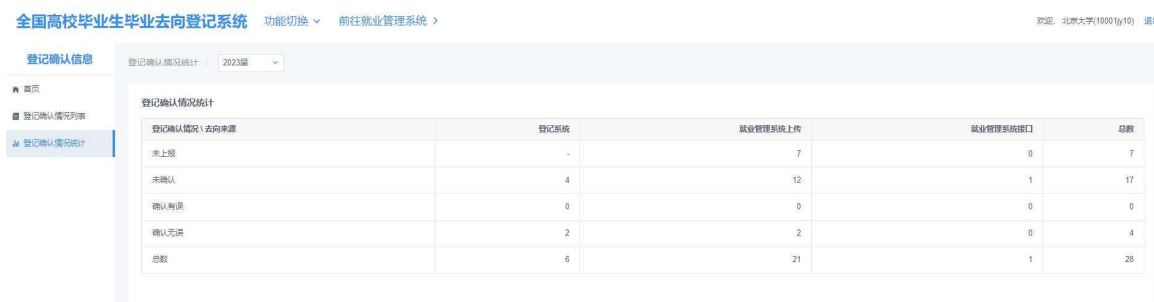 全国高校毕业生毕业去向登记系统 功能切换 前往就业管理系统 >
欢迎, 北京大学(10001jy10)
登记确认信息
首页
登记确认情况列表
登记确认情况统计
登记确认情况统计 / 2023届
登记确认情况统计
登记确认情况 \ 去向来源 登记系统 就业管理系统上传 就业管理系统接口 总数
未上报 - 7 0 7
未确认 4 12 1 17
确认有误 0 0 0 0
确认无误 2 2 0 4
总数 6 21 1 28